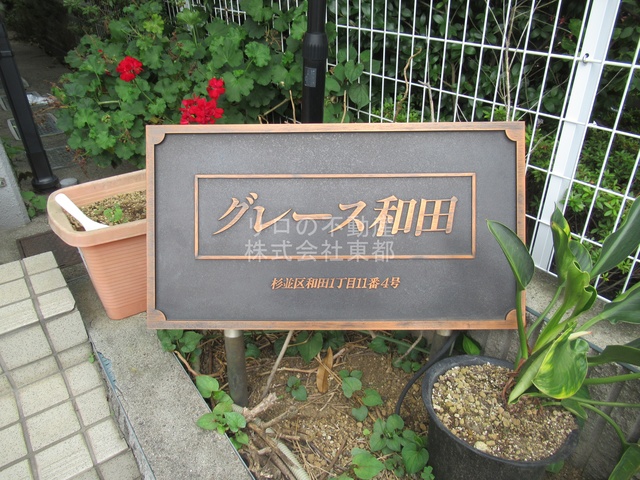 グレース和田
プロの不動産
株式会社東都
杉並区和田1丁目11番4号